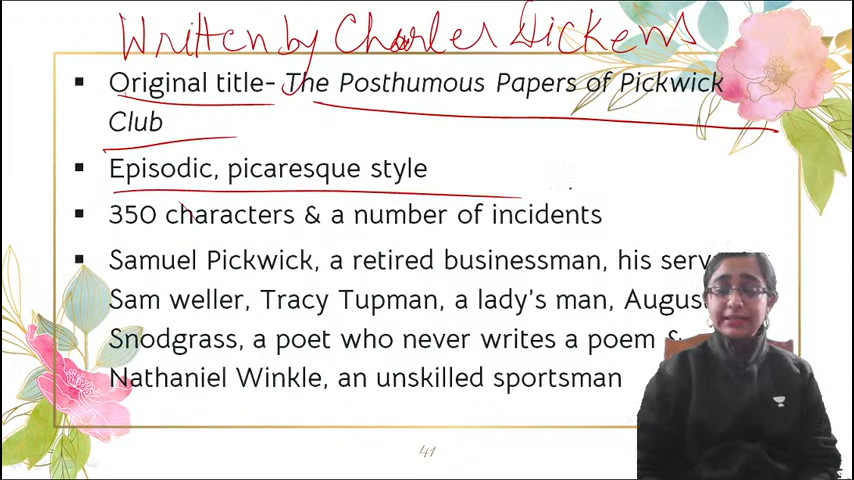 Written by Charles Dickens
▪ Original title- The Posthumous Papers of Pickwick
Club
▪ Episodic, picaresque style
▪ 350 characters & a number of incidents
▪ Samuel Pickwick, a retired businessman, his
Sam weller, Tracy Tupman, a lady's man,
Snodgrass, a poet who never writes a poem &
Nathaniel Winkle, an unskilled sportsman
41